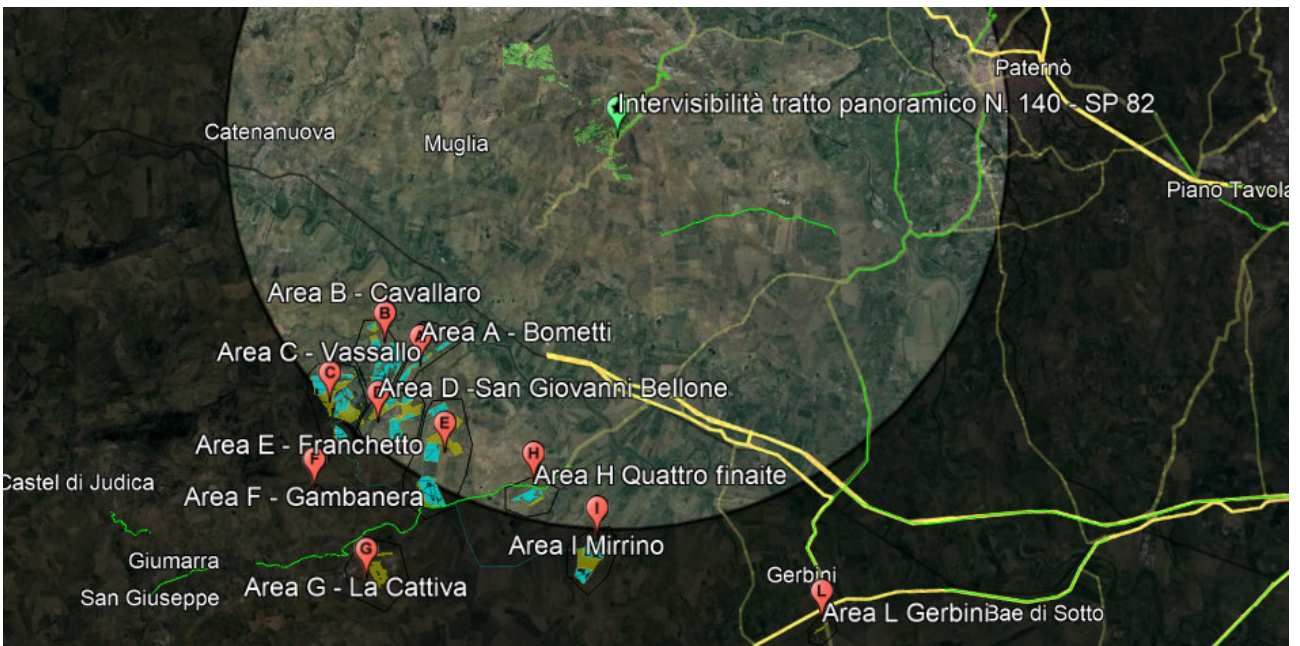 Paternò
Intervisibilità tratto panoramico N. 140 - SP 82
Catenanuova
Muglia
Piano Tavola
Area B - Cavallaro
B
Area A - Bometti
Area C - Vassallo
C
Area D -San Giovanni Bellone
E
Area E - Franchetto
F
H
Area H Quattro finaite
Castel di Judica
Area F - Gambanera
I
Area I Mirrino
G
Giumarra
Area G - La Cattiva
San Giuseppe
Gerbini
L
Area L Gerbini
Bae di Sotto